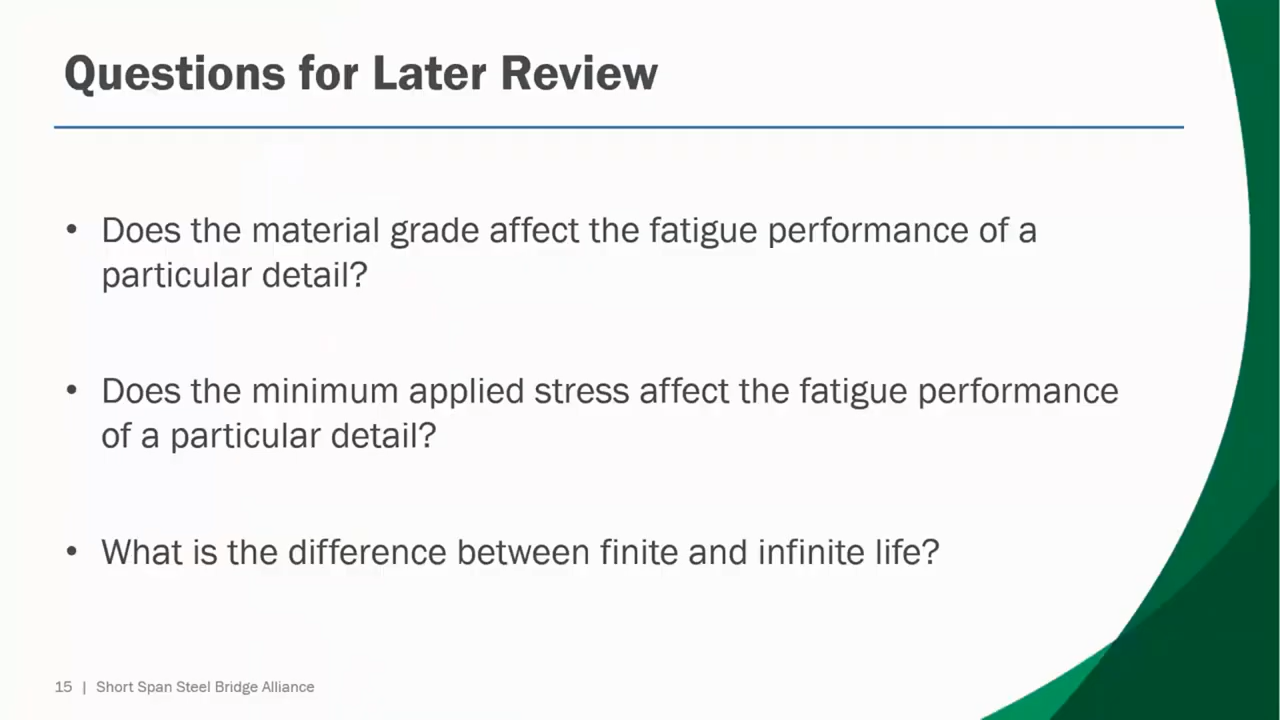 Questions for Later Review
• Does the material grade affect the fatigue performance of a
particular detail?
• Does the minimum applied stress affect the fatigue performance
of a particular detail?
• What is the difference between finite and infinite life?
15 | Short Span Steel Bridge Alliance